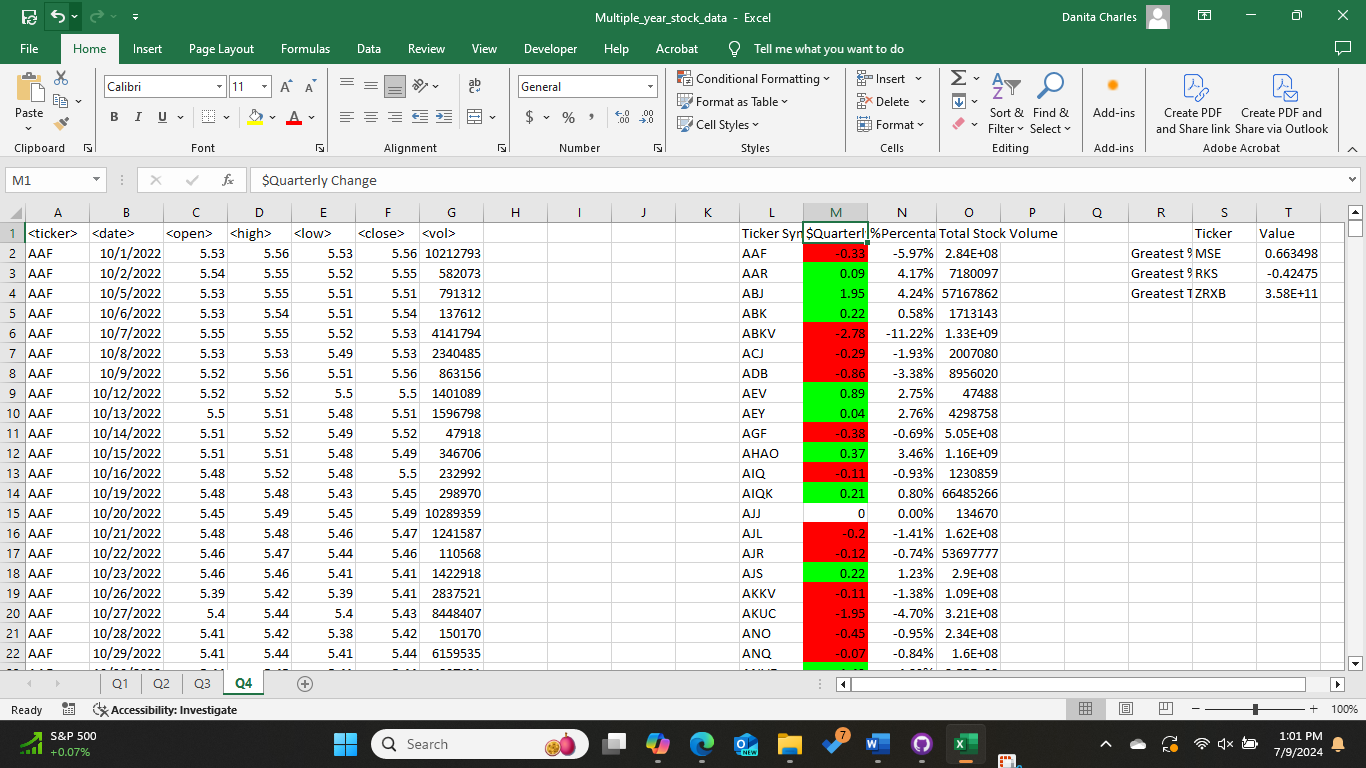 Multiple_year_stock_data - Excel
Danita Charles
File Home Insert Page Layout Formulas Data Review View Developer Help Acrobat Tell me what you want to do
Paste
Clipboard
Calibri 11
B I U
Font
ab
Alignment
General
$ % ,
Number
Conditional Formatting
Format as Table
Cell Styles
Styles
Insert
Delete
Format
Cells
Sort & Filter
Find & Select
Editing
Add-ins
Add-ins
Create PDF and Share link
Create PDF and Share via Outlook
Adobe Acrobat
M1 fx $Quarterly Change
A B C D E F G H I J K L M N O P Q R S T
1 <ticker> <date> <open> <high> <low> <close> <vol> Ticker Syn $Quarterl %Percenta Total Stock Volume Ticker Value
2 AAF 10/1/2022 5.53 5.56 5.53 5.56 10212793 AAF -0.33 -5.97% 2.84E+08 Greatest % MSE 0.663498
3 AAF 10/2/2022 5.54 5.55 5.52 5.55 582073 AAR 0.09 4.17% 7180097 Greatest % RKS -0.42475
4 AAF 10/5/2022 5.53 5.55 5.51 5.51 791312 ABJ 1.95 4.24% 57167862 Greatest T ZRXB 3.58E+11
5 AAF 10/6/2022 5.53 5.54 5.51 5.54 137612 ABK 0.22 0.58% 1713143
6 AAF 10/7/2022 5.55 5.55 5.52 5.53 4141794 ABKV -2.78 -11.22% 1.33E+09
7 AAF 10/8/2022 5.53 5.53 5.49 5.53 2340485 ACJ -0.29 -1.93% 2007080
8 AAF 10/9/2022 5.52 5.56 5.51 5.56 863156 ADB -0.86 -3.38% 8956020
9 AAF 10/12/2022 5.52 5.52 5.5 5.5 1401089 AEV 0.89 2.75% 47488
10 AAF 10/13/2022 5.5 5.51 5.48 5.51 1596798 AEY 0.04 2.76% 4298758
11 AAF 10/14/2022 5.51 5.52 5.49 5.52 47918 AGF -0.38 -0.69% 5.05E+08
12 AAF 10/15/2022 5.51 5.51 5.48 5.49 346706 AHAO 0.37 3.46% 1.16E+09
13 AAF 10/16/2022 5.48 5.52 5.48 5.5 232992 AIQ -0.11 -0.93% 1230859
14 AAF 10/19/2022 5.48 5.48 5.43 5.45 298970 AIQK 0.21 0.80% 66485266
15 AAF 10/20/2022 5.45 5.49 5.45 5.49 10289359 AJJ 0 0.00% 134670
16 AAF 10/21/2022 5.48 5.48 5.46 5.47 1241587 AJL -0.2 -1.41% 1.62E+08
17 AAF 10/22/2022 5.46 5.47 5.44 5.46 110568 AJR -0.12 -0.74% 53697777
18 AAF 10/23/2022 5.46 5.46 5.41 5.41 1422918 AJS 0.22 1.23% 2.9E+08
19 AAF 10/26/2022 5.39 5.42 5.39 5.41 2837521 AKKV -0.11 -1.38% 1.09E+08
20 AAF 10/27/2022 5.4 5.44 5.4 5.43 8448407 AKUC -1.95 -4.70% 3.21E+08
21 AAF 10/28/2022 5.41 5.42 5.38 5.42 150170 ANO -0.45 -0.95% 2.34E+08
22 AAF 10/29/2022 5.41 5.44 5.41 5.44 6159535 ANQ -0.07 -0.84% 1.6E+08
Q1 Q2 Q3 Q4
Ready Accessibility: Investigate 100%
S&P 500
+0.07%
Search
7
1:01 PM
7/9/2024